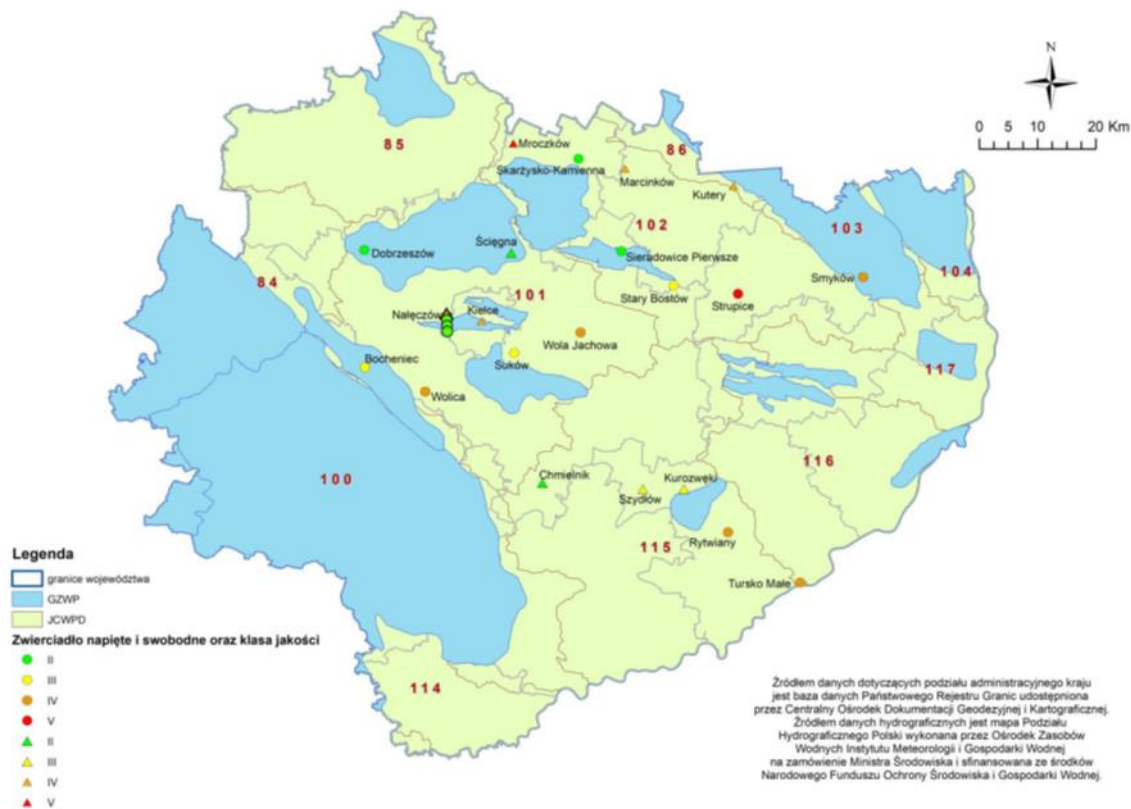 N
0 5 10 20 Km
85
Mroczków
86
Skarżysko-Kamienna
Marcinków
Kutery
102
103
Ścięgna
Dobrzeszów
Sieradowice Pierwsze
104
84
101
Smyków
Stary Bostów
Strupice
Nałęczów
Kielce
Wola Jachowa
Bocheniec
Suków
117
Wolica
116
100
Chmielnik
Kurozwęki
Szydłów
115
Rytwiany
Tursko Małe
114
Legenda
granice województwa
GZWP
JCWPD
Zwierciadło napięte i swobodne oraz klasa jakości
II
III
IV
V
II
III
IV
V
Źródłem danych dotyczących podziału administracyjnego kraju
jest baza danych Państwowego Rejestru Granic udostępniona
przez Centralny Ośrodek Dokumentacji Geodezyjnej i Kartograficznej.
Źródłem danych hydrograficznych jest mapa Podziału
Hydrograficznego Polski wykonana przez Ośrodek Zasobów
Wodnych Instytutu Meteorologii i Gospodarki Wodnej
na zamówienie Ministra Środowiska i sfinansowana ze środków
Narodowego Funduszu Ochrony Środowiska i Gospodarki Wodnej.